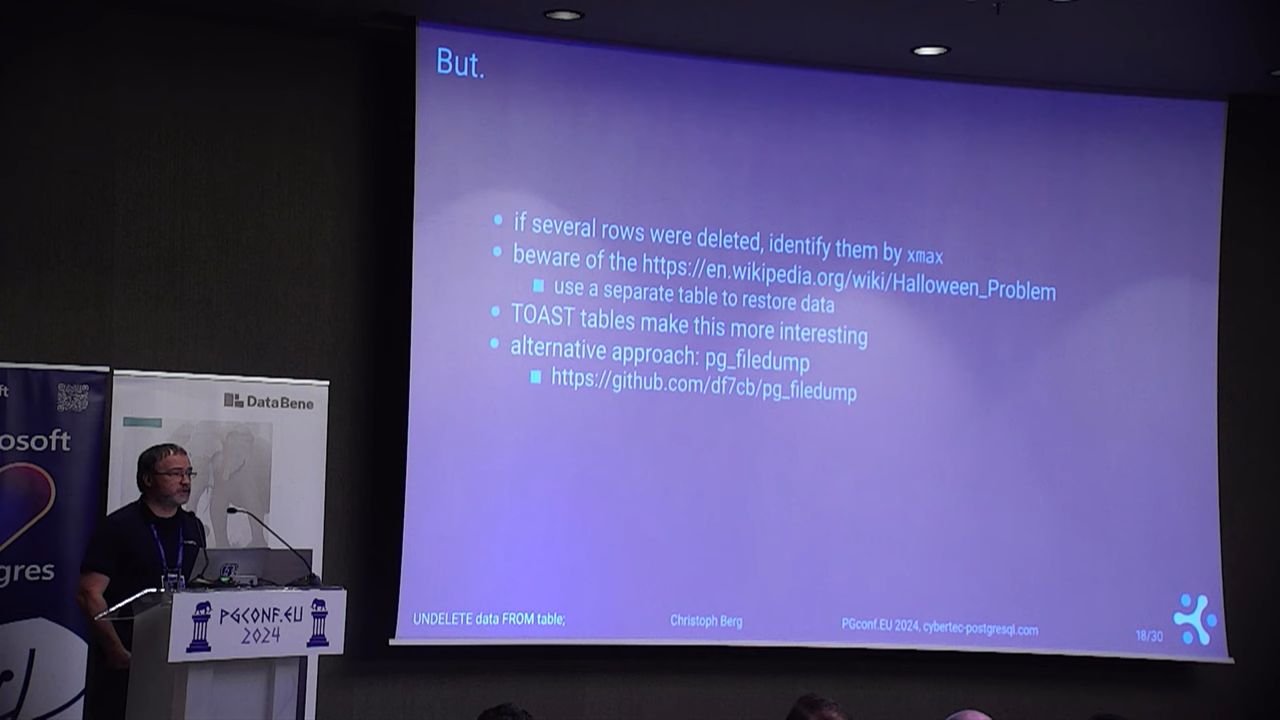 But.
if several rows were deleted, identify them by xmax
beware of the https://en.wikipedia.org/wiki/Halloween_Problem
use a separate table to restore data
TOAST tables make this more interesting
alternative approach: pg_filedump
https://github.com/df7cb/pg_filedump
UNDELETE data FROM table;
Christoph Berg
PGconf.EU 2024, cybertec-postgresql.com
18/30
DataBene
ft
osoft
gres
PGCONF.EU
2024